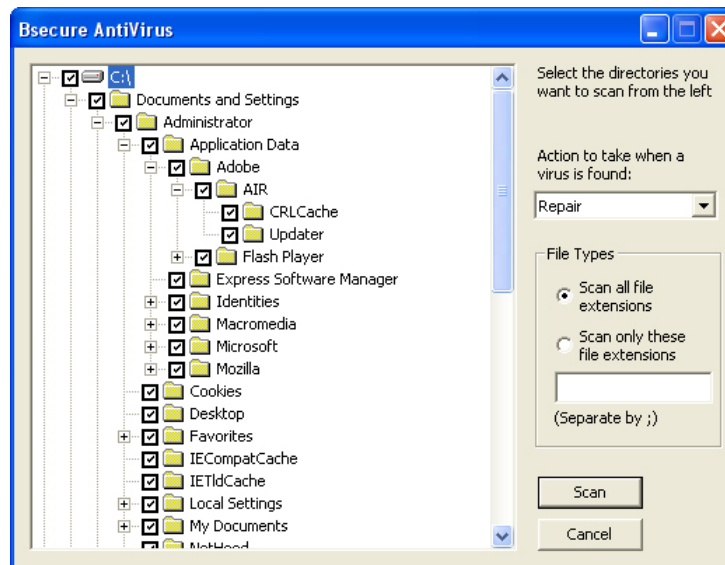 Bsecure AntiVirus
C:\
Documents and Settings
Administrator
Application Data
Adobe
AIR
CRLCache
Updater
Flash Player
Express Software Manager
Identities
Macromedia
Microsoft
Mozilla
Cookies
Desktop
Favorites
IECompatCache
IETldCache
Local Settings
My Documents
NetHood
Select the directories you
want to scan from the left
Action to take when a
virus is found:
Repair
File Types
Scan all file
extensions
Scan only these
file extensions
(Separate by ;)
Scan
Cancel